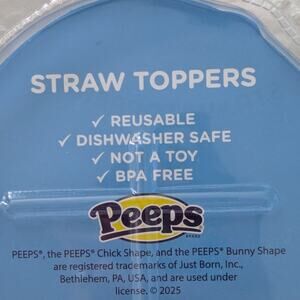 STRAW TOPPERS
✓ REUSABLE
✓ DISHWASHER SAFE
✓ NOT A TOY
✓ BPA FREE
Peeps
BRAND
PEEPS®, the PEEPS® Chick Shape, and the PEEPS® Bunny Shape
are registered trademarks of Just Born, Inc.,
Bethlehem, PA, USA, and are used under
license, © 2025